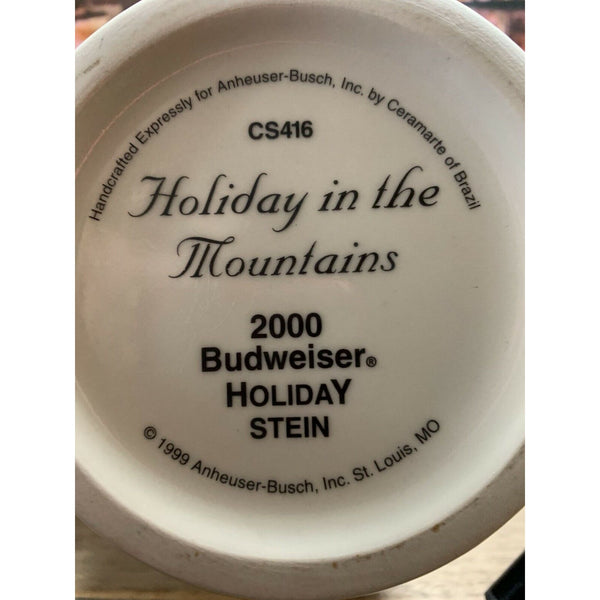 Handcrafted Expressly for Anheuser-Busch, Inc. by Ceramarte of Brazil
CS416
Holiday in the
Mountains
2000
Budweiser®
HOLIDAY
STEIN
© 1999 Anheuser-Busch, Inc. St. Louis, MO